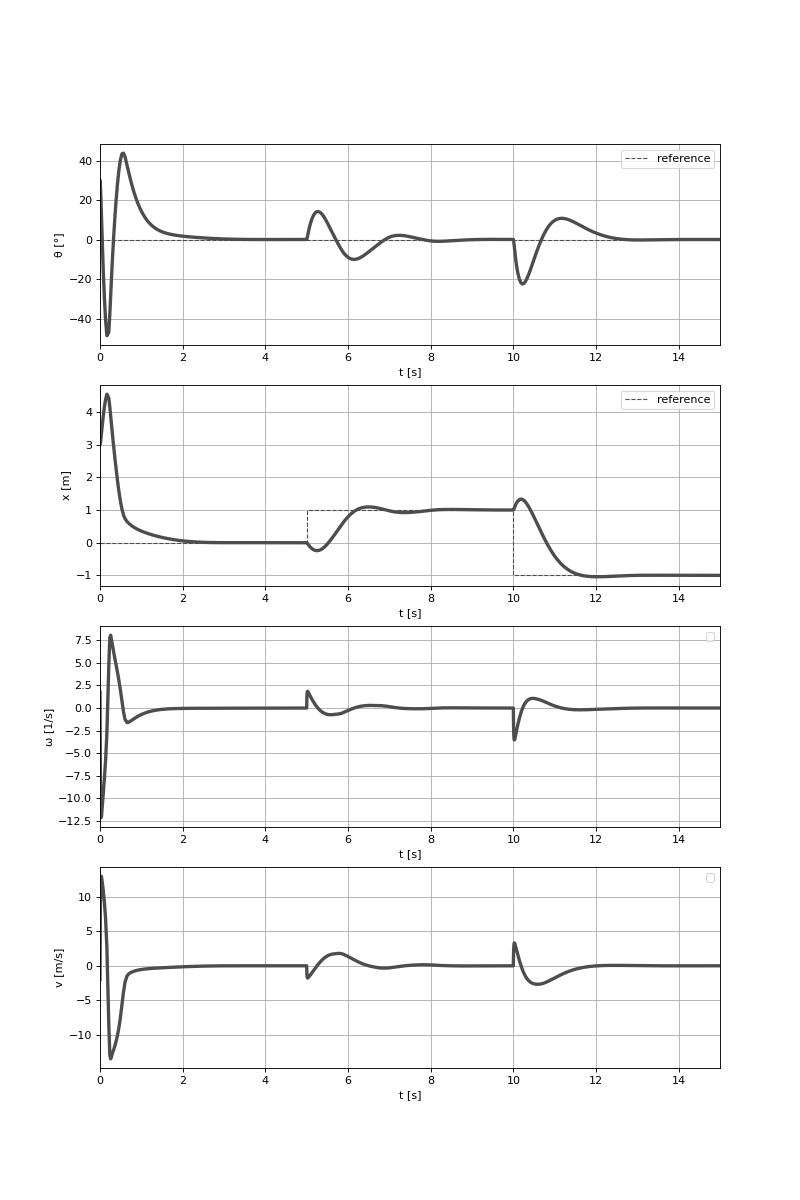 40
20
0
−20
−40
θ [°]
reference
0 2 4 6 8 10 12 14
t [s]
4
3
2
1
0
−1
x [m]
reference
0 2 4 6 8 10 12 14
t [s]
7.5
5.0
2.5
0.0
−2.5
−5.0
−7.5
−10.0
−12.5
ω [1/s]
0 2 4 6 8 10 12 14
t [s]
10
5
0
−5
−10
v [m/s]
0 2 4 6 8 10 12 14
t [s]